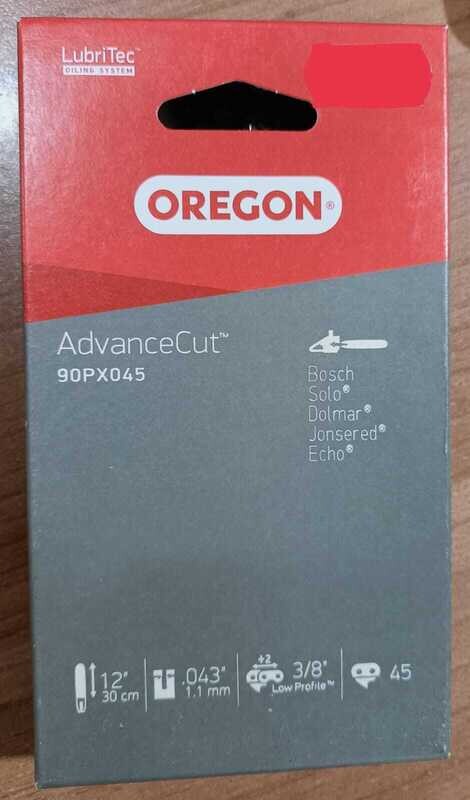 LubriTec™
OILING SYSTEM
OREGON®
AdvanceCut™
90PX045
Bosch
Solo®
Dolmar®
Jonsered®
Echo®
12"
30 cm
.043"
1.1 mm
+2
3/8"
Low Profile™
45